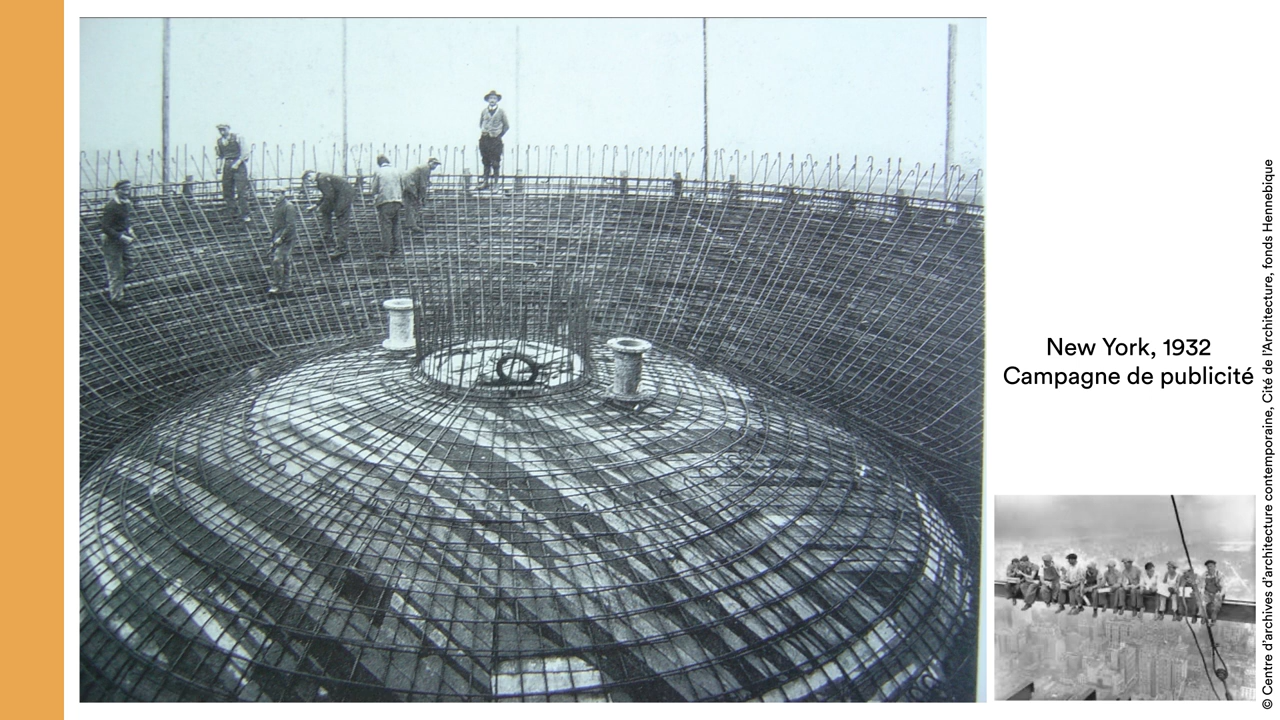 New York, 1932
Campagne de publicité
© Centre d'archives d'architecture contemporaine, Cité de l'Architecture, fonds Hennebique